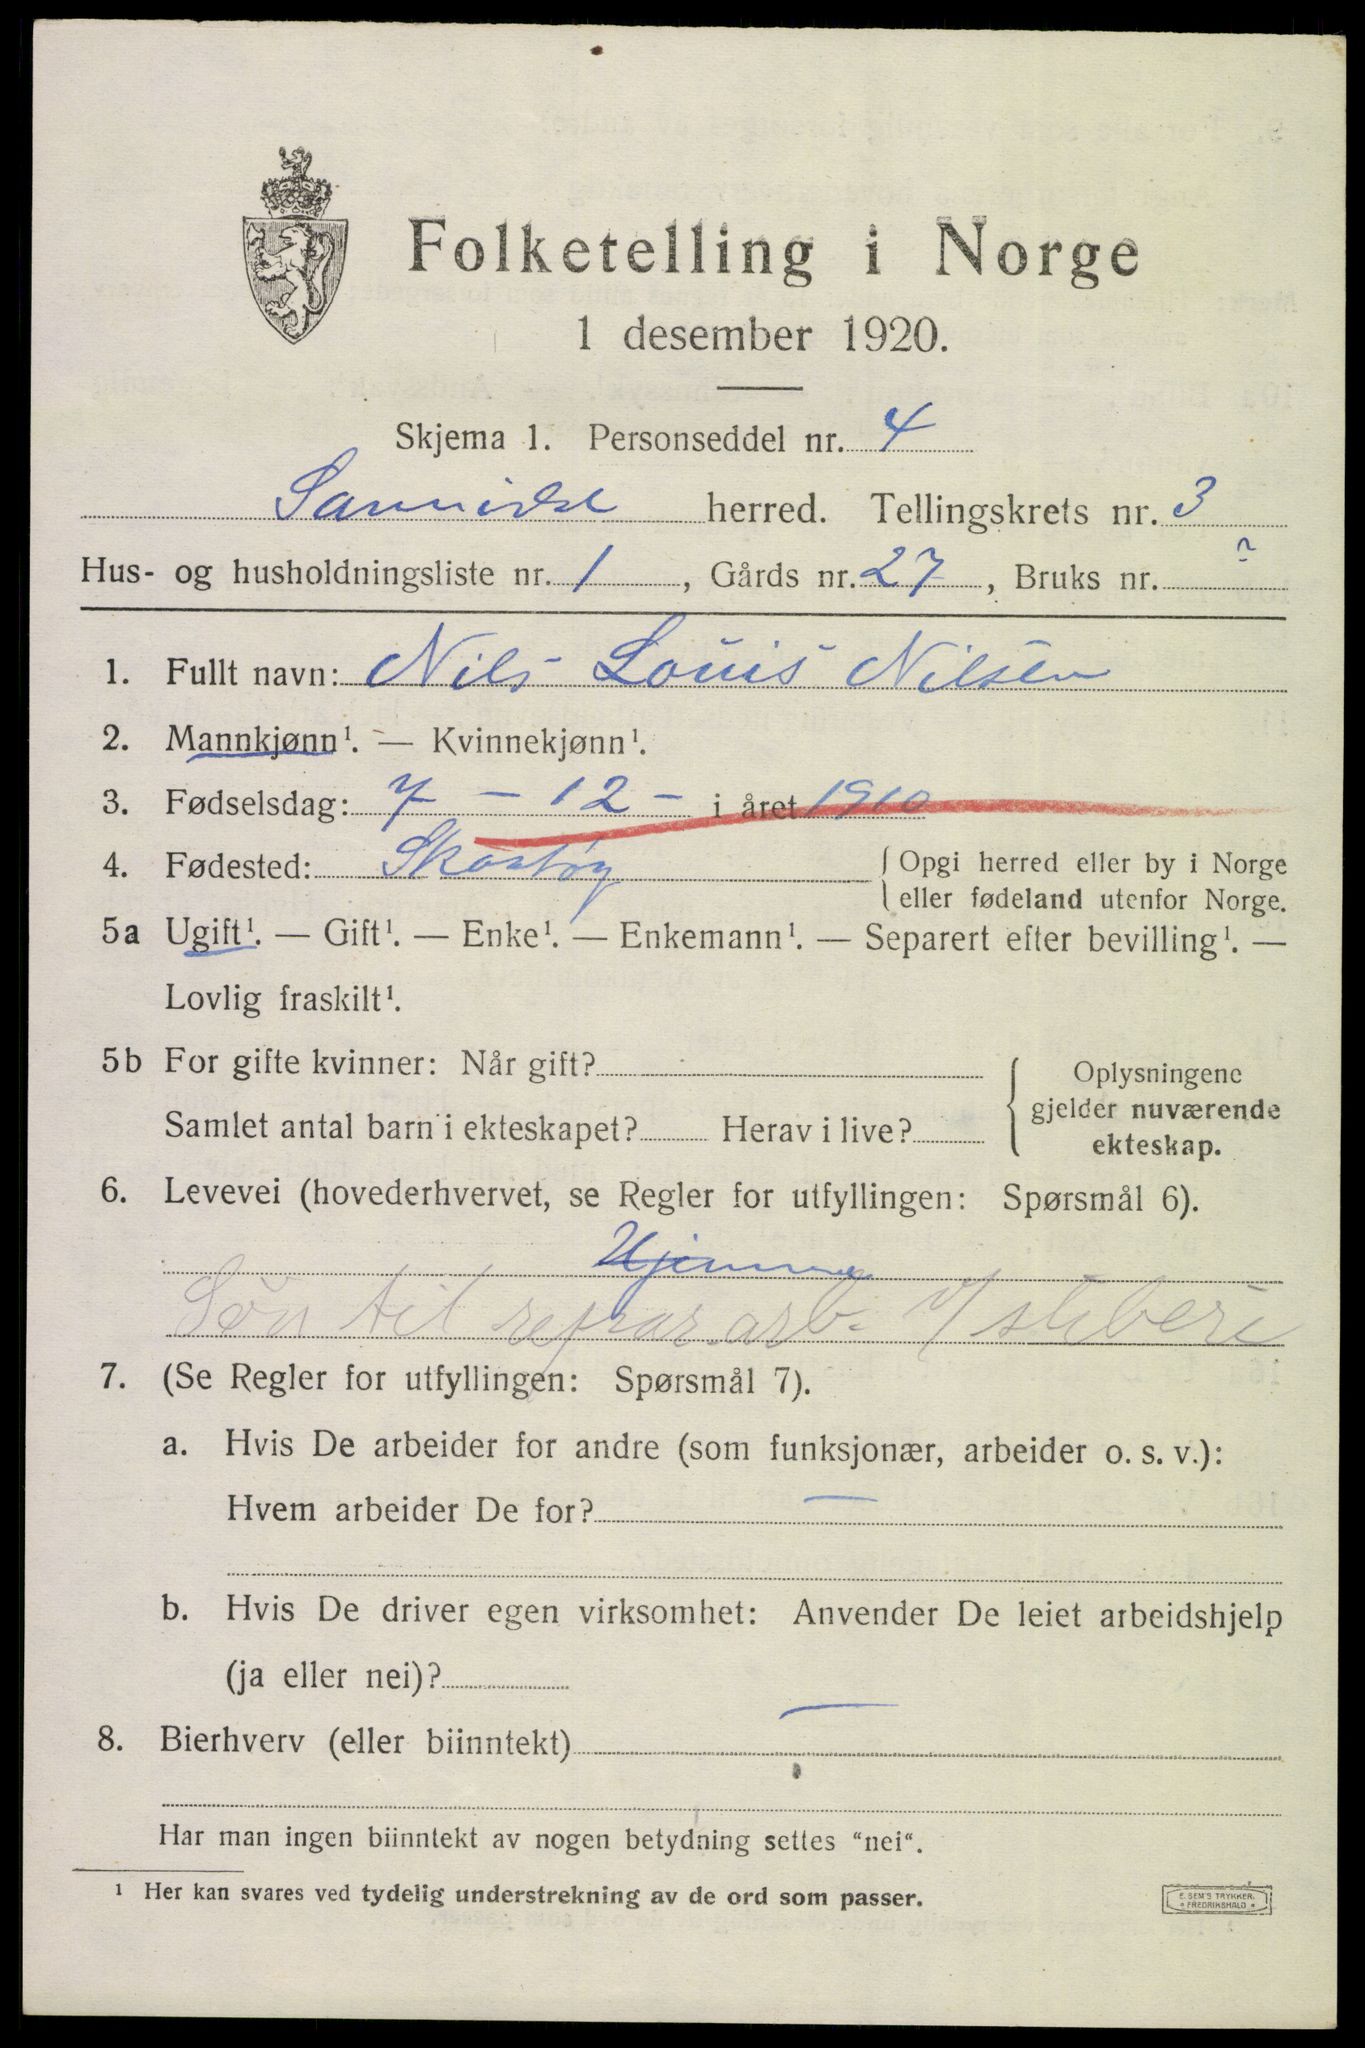 Folketelling i Norge
1 desember 1920.
Skjema 1. Personseddel nr. 4
Sannidal herred. Tellingskrets nr. 3
Hus- og husholdningsliste nr. 1, Gårds nr. 27, Bruks nr. ?
1. Fullt navn: Nils Louis Nilsen
2. Mannkjønn¹. — Kvinnekjønn¹.
3. Fødselsdag: 7 - 12 - i året 1910
4. Fødested: Skåtøy { Opgi herred eller by i Norge
eller fødeland utenfor Norge.
5a Ugift¹. — Gift¹. — Enke¹. — Enkemann¹. — Separert efter bevilling¹. —
Lovlig fraskilt¹.
5b For gifte kvinner: Når gift?
Samlet antal barn i ekteskapet? Herav i live?
{ Oplysningene
gjelder nuværende
ekteskap.
6. Levevei (hovederhvervet, se Regler for utfyllingen: Spørsmål 6).
Hjemme
Søn til repar. arb. v/
7. (Se Regler for utfyllingen: Spørsmål 7).
a. Hvis De arbeider for andre (som funksjonær, arbeider o. s. v.):
Hvem arbeider De for? —
b. Hvis De driver egen virksomhet: Anvender De leiet arbeidshjelp
(ja eller nei)?
8. Bierhverv (eller biinntekt) —
Har man ingen biinntekt av nogen betydning settes "nei".
¹ Her kan svares ved tydelig understrekning av de ord som passer.
E. SEM'S TRYKKER.
FREDRIKSHALD